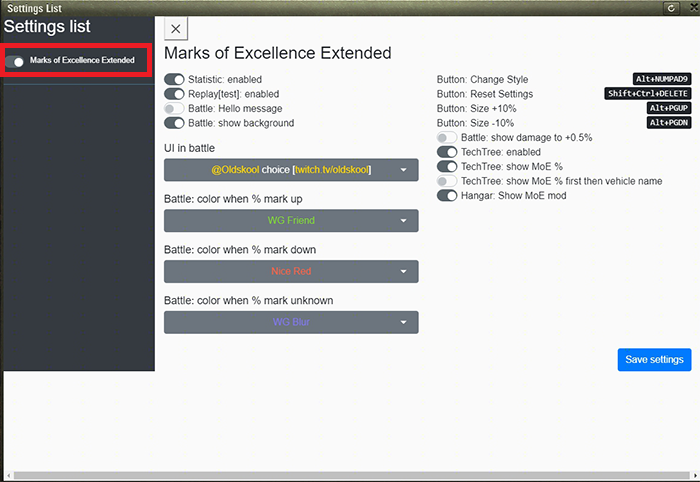 Settings List
Settings list
Marks of Excellence Extended
Marks of Excellence Extended
Statistic: enabled
Replay[test]: enabled
Battle: Hello message
Battle: show background
UI in battle
@Oldskool choice [twitch.tv/oldskool]
Battle: color when % mark up
WG Friend
Battle: color when % mark down
Nice Red
Battle: color when % mark unknown
WG Blur
Button: Change Style Alt+NUMPAD9
Button: Reset Settings Shift+Ctrl+DELETE
Button: Size +10% Alt+PGUP
Button: Size -10% Alt+PGDN
Battle: show damage to +0.5%
TechTree: enabled
TechTree: show MoE %
TechTree: show MoE % first then vehicle name
Hangar: Show MoE mod
Save settings